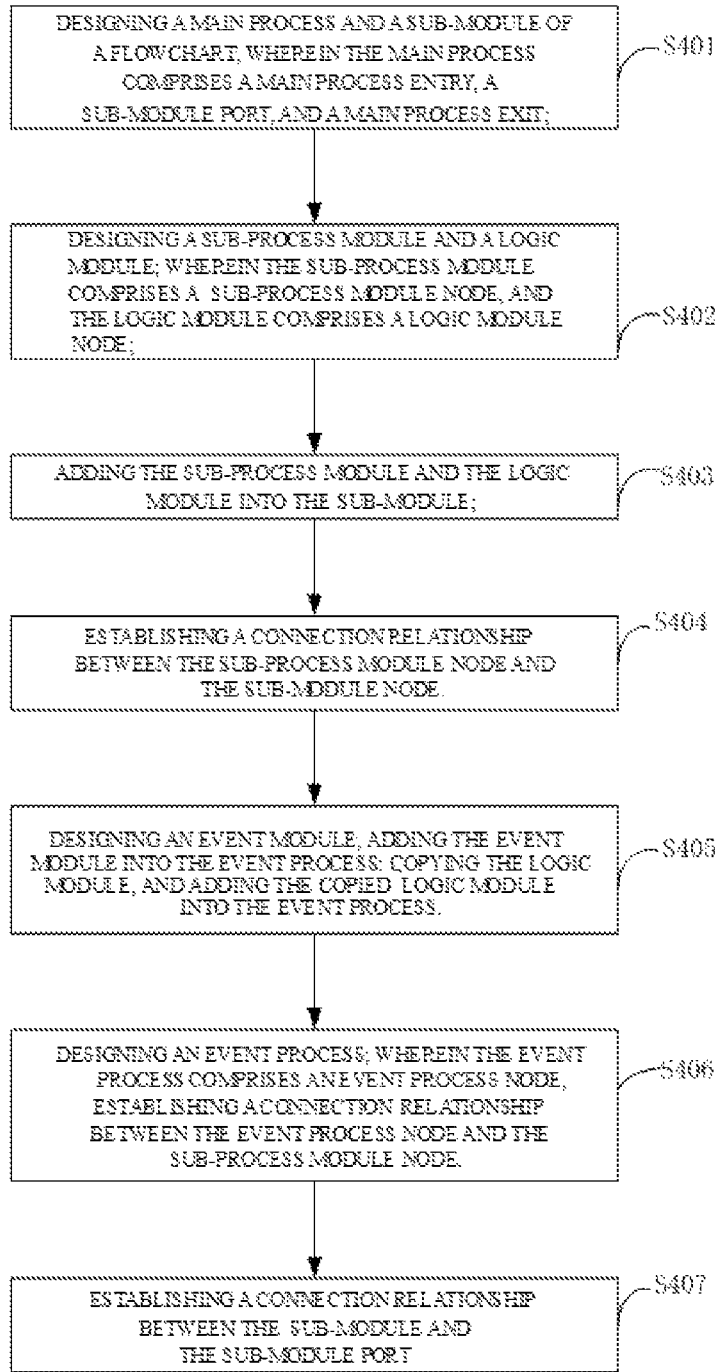 DESIGNING A MAIN PROCESS AND A SUB-MODULE OF
A FLOWCHART, WHEREIN THE MAIN PROCESS
COMPRISES A MAIN PROCESS ENTRY, A
SUB-MODULE PORT, AND A MAIN PROCESS EXIT;
S401
DESIGNING A SUB-PROCESS MODULE AND A LOGIC
MODULE; WHEREIN THE SUB-PROCESS MODULE
COMPRISES A SUB-PROCESS MODULE NODE, AND
THE LOGIC MODULE COMPRISES A LOGIC MODULE
NODE;
S402
ADDING THE SUB-PROCESS MODULE AND THE LOGIC
MODULE INTO THE SUB-MODULE;
S403
ESTABLISHING A CONNECTION RELATIONSHIP
BETWEEN THE SUB-PROCESS MODULE NODE AND
THE SUB-MODULE NODE.
S404
DESIGNING AN EVENT MODULE; ADDING THE EVENT
MODULE INTO THE EVENT PROCESS; COPYING THE LOGIC
MODULE, AND ADDING THE COPIED LOGIC MODULE
INTO THE EVENT PROCESS.
S405
DESIGNING AN EVENT PROCESS; WHEREIN THE EVENT
PROCESS COMPRISES AN EVENT PROCESS NODE,
ESTABLISHING A CONNECTION RELATIONSHIP
BETWEEN THE EVENT PROCESS NODE AND THE
SUB-PROCESS MODULE NODE.
S406
ESTABLISHING A CONNECTION RELATIONSHIP
BETWEEN THE SUB-MODULE AND
THE SUB-MODULE PORT
S407